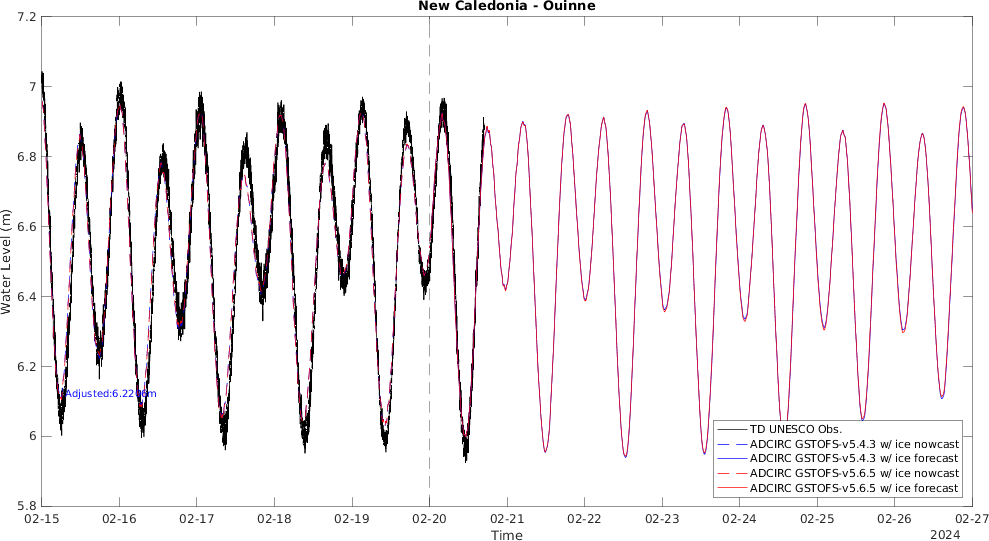 New Caledonia - Ouinne
7.2
7
6.8
6.6
6.4
6.2
6
5.8
Water Level (m)
Adjusted:6.2206m
TD UNESCO Obs.
ADCIRC GSTOFS-v5.4.3 w/ ice nowcast
ADCIRC GSTOFS-v5.4.3 w/ ice forecast
ADCIRC GSTOFS-v5.6.5 w/ ice nowcast
ADCIRC GSTOFS-v5.6.5 w/ ice forecast
02-15 02-16 02-17 02-18 02-19 02-20 02-21 02-22 02-23 02-24 02-25 02-26 02-27
Time
2024